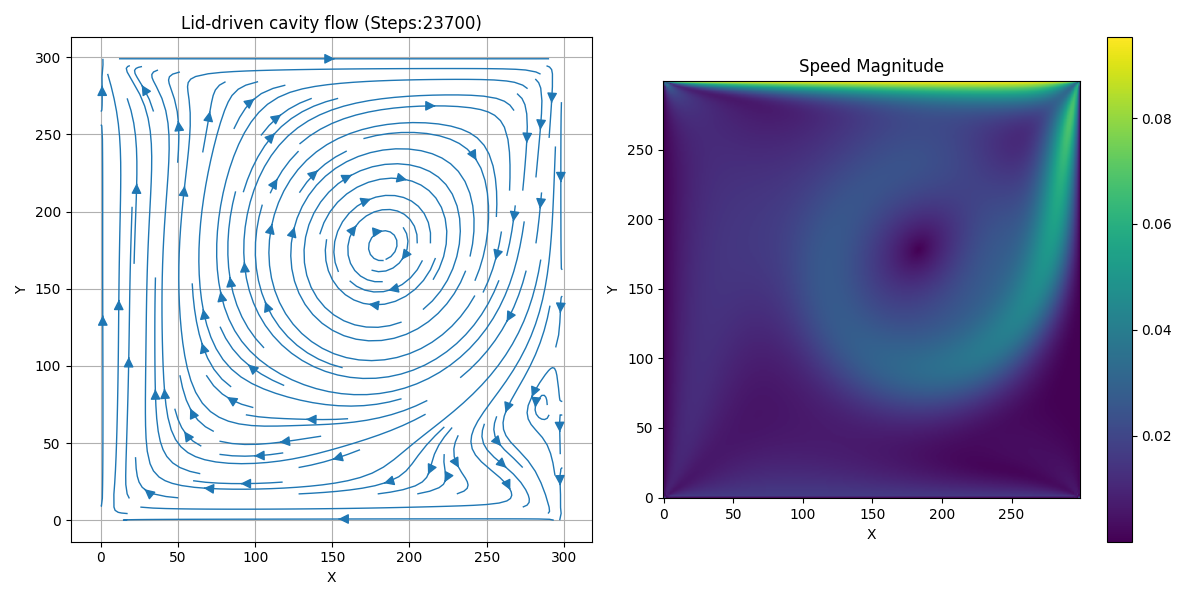 Lid-driven cavity flow (Steps:23700)
300
250
200
150
100
50
0
Y
0 50 100 150 200 250 300
X
Speed Magnitude
250
200
150
100
50
0
Y
0 50 100 150 200 250
X
0.08
0.06
0.04
0.02